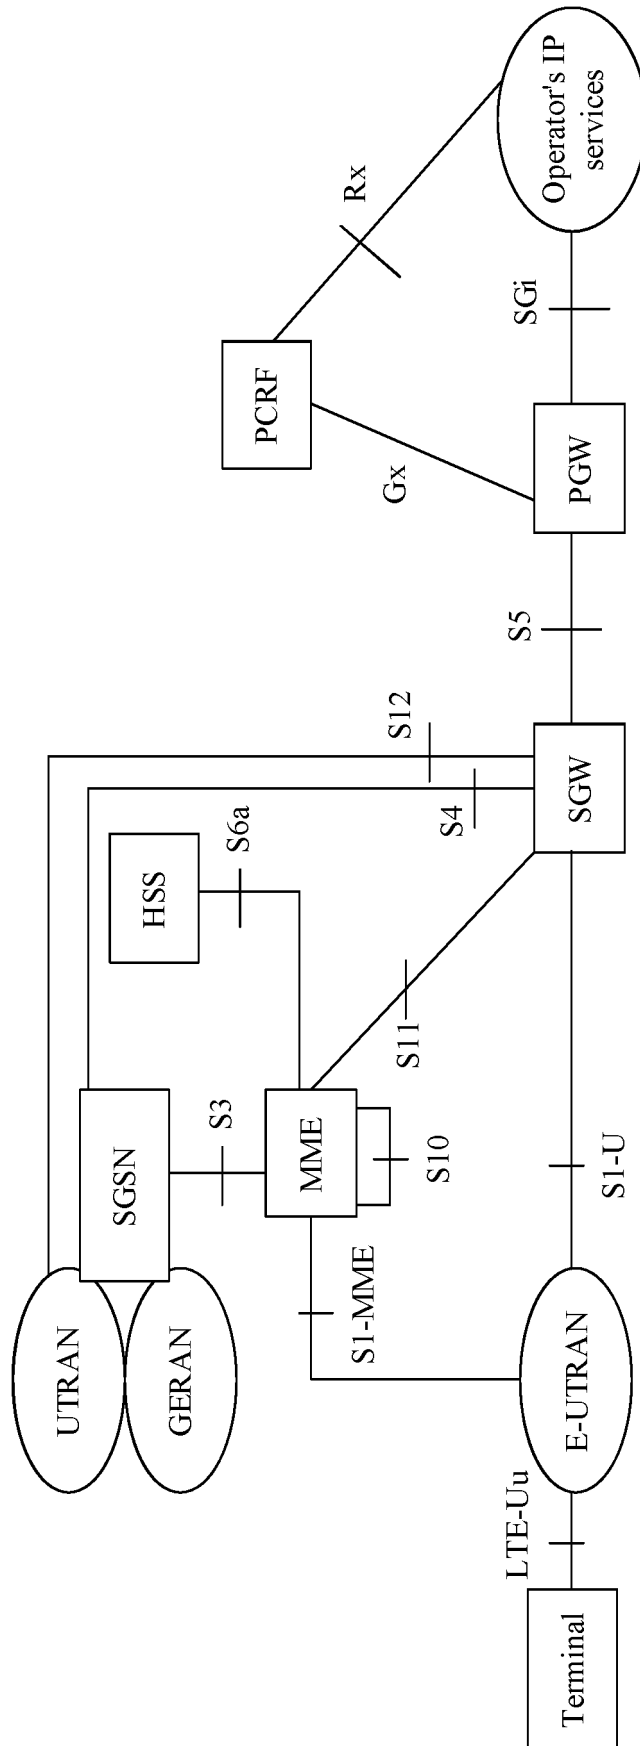 UTRAN
SGSN
GERAN
HSS
S12
S6a
S4
S3
MME
S11
S10
S1-MME
PCRF
Rx
Gx
LTE-Uu
Terminal
E-UTRAN
S1-U
SGW
S5
PGW
SGi
Operator's IP
services